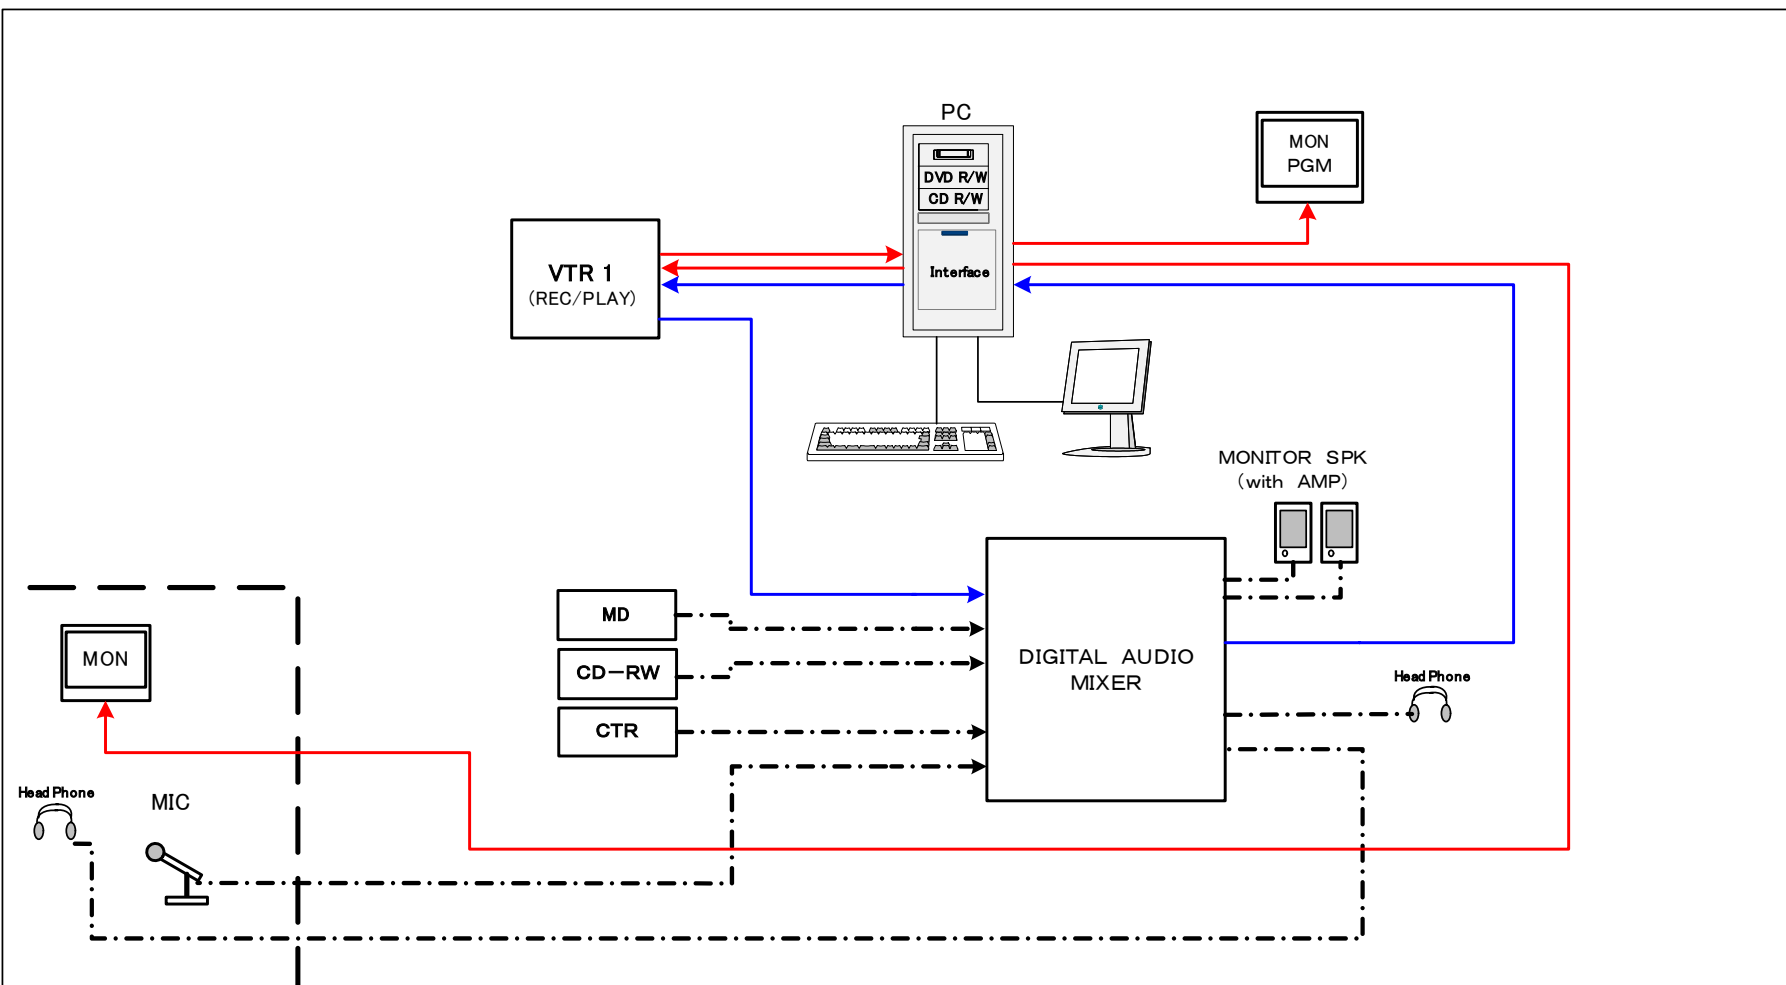 PC
MON
PGM
DVD R/W
CD R/W
VTR 1
(REC/PLAY)
Interface
MONITOR SPK
(with AMP)
MD
MON
CD-RW
DIGITAL AUDIO
MIXER
Head Phone
CTR
Head Phone
MIC